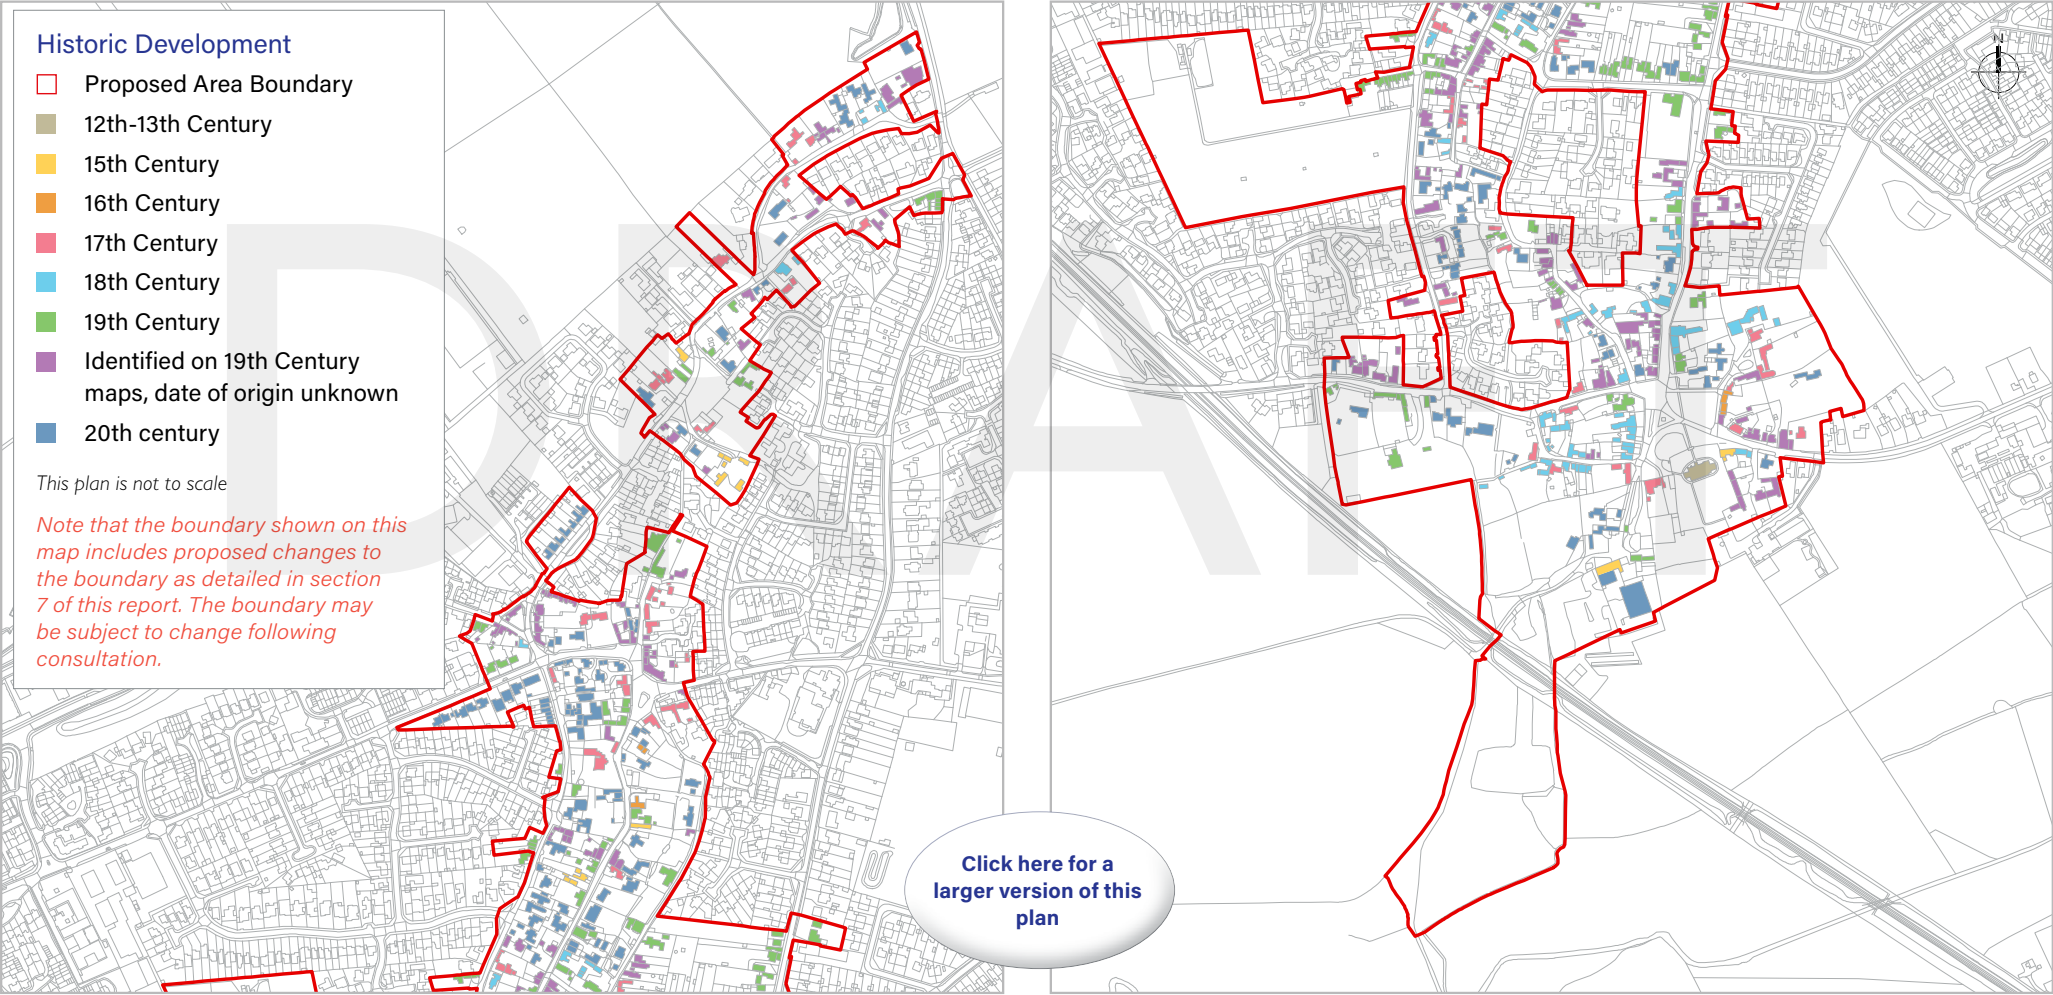 Historic Development
Proposed Area Boundary
12th-13th Century
15th Century
16th Century
17th Century
18th Century
19th Century
Identified on 19th Century
maps, date of origin unknown
20th century
This plan is not to scale
Note that the boundary shown on this
map includes proposed changes to
the boundary as detailed in section
7 of this report. The boundary may
be subject to change following
consultation.
DRAFT
N
Click here for a
larger version of this
plan